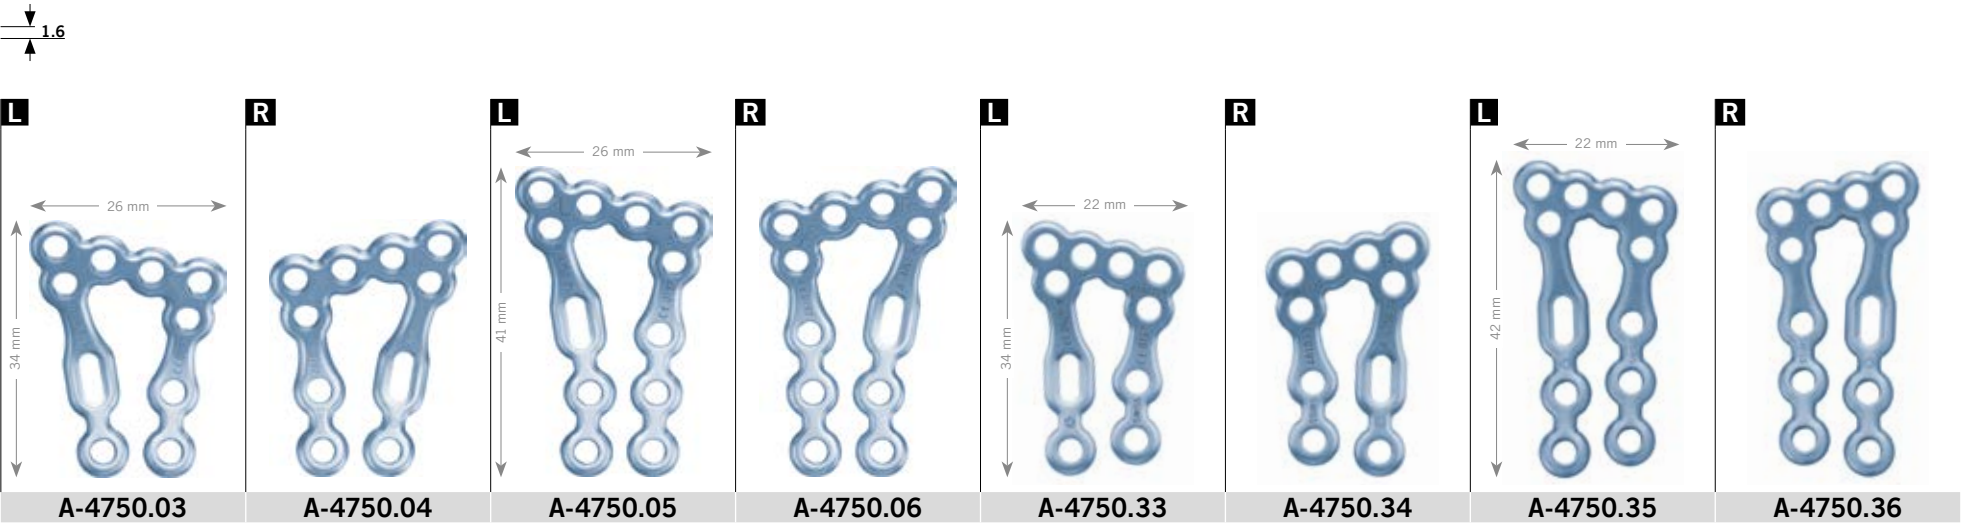 1.6
L R L R L R L R
26 mm 26 mm 22 mm 22 mm
34 mm 41 mm 34 mm 42 mm
A-4750.03 A-4750.04 A-4750.05 A-4750.06 A-4750.33 A-4750.34 A-4750.35 A-4750.36